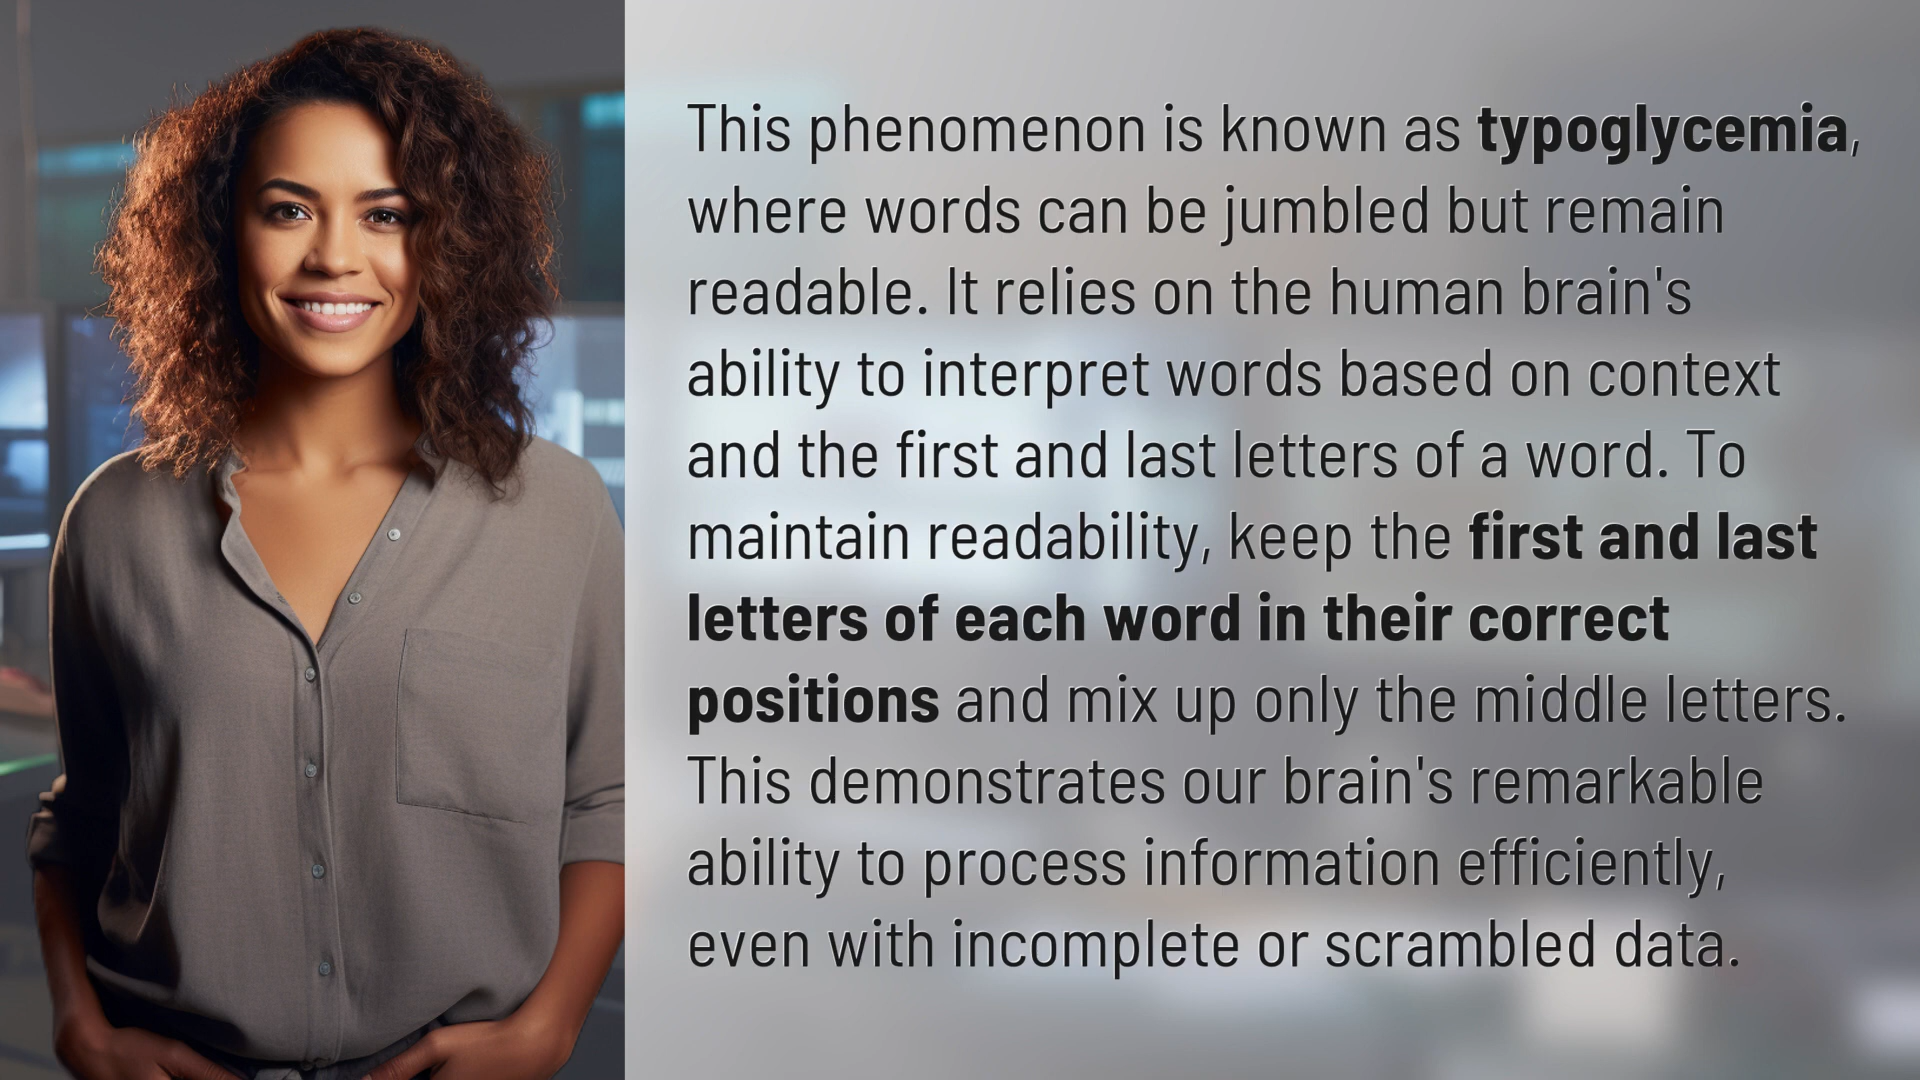 This phenomenon is known as typoglycemia,
where words can be jumbled but remain
readable. It relies on the human brain's
ability to interpret words based on context
and the first and last letters of a word. To
maintain readability, keep the first and last
letters of each word in their correct
positions and mix up only the middle letters.
This demonstrates our brain's remarkable
ability to process information efficiently,
even with incomplete or scrambled data.